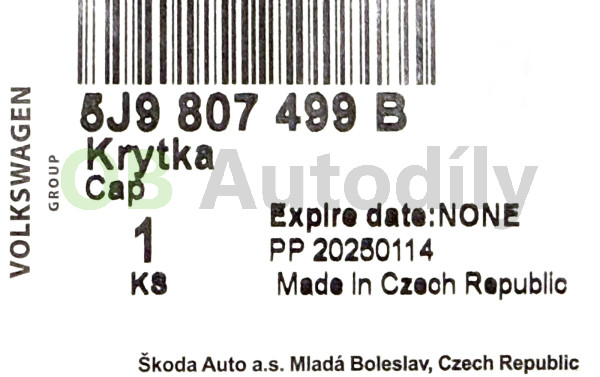 5J9 807 499 B
Krytka
Cap
GB Autodíly
1
KS
Expire date:NONE
PP 20250114
Made In Czech Republic
VOLKSWAGEN
GROUP
Škoda Auto a.s. Mladá Boleslav, Czech Republic